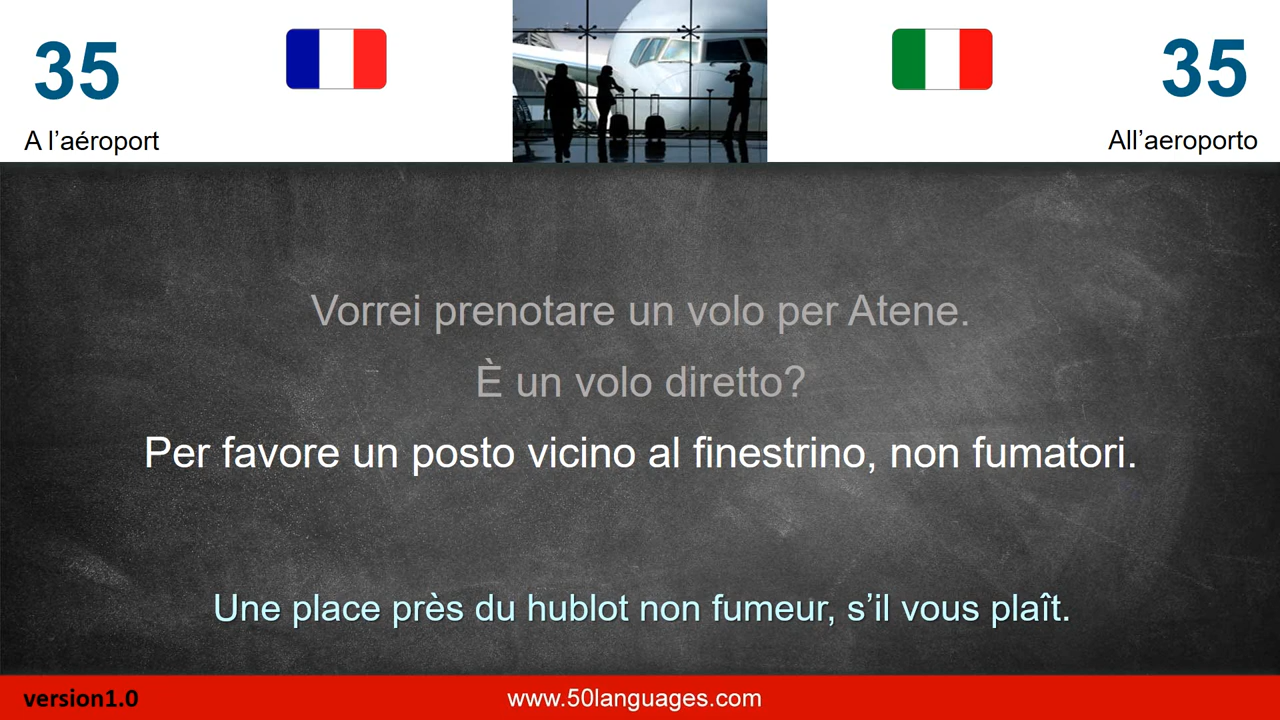 35
35
A l’aéroport
All’aeroporto
Vorrei prenotare un volo per Atene.
È un volo diretto?
Per favore un posto vicino al finestrino, non fumatori.
Une place près du hublot non fumeur, s’il vous plaît.
version1.0
www.50languages.com